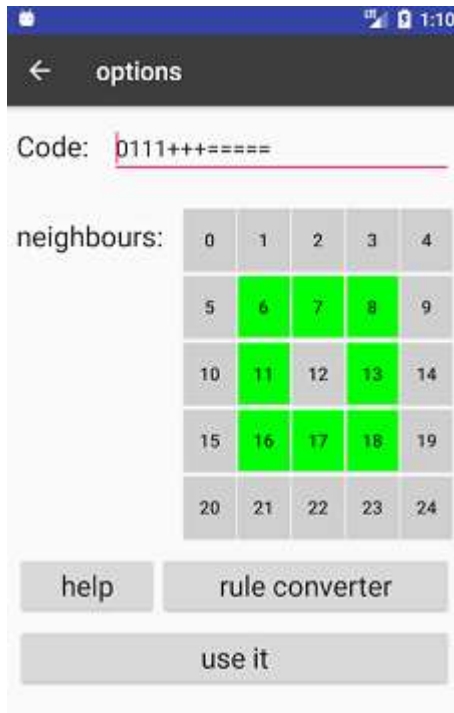 LTE 1:10
options
Code: 0111+++=====
neighbours: 0 1 2 3 4
5 6 7 8 9
10 11 12 13 14
15 16 17 18 19
20 21 22 23 24
help rule converter
use it